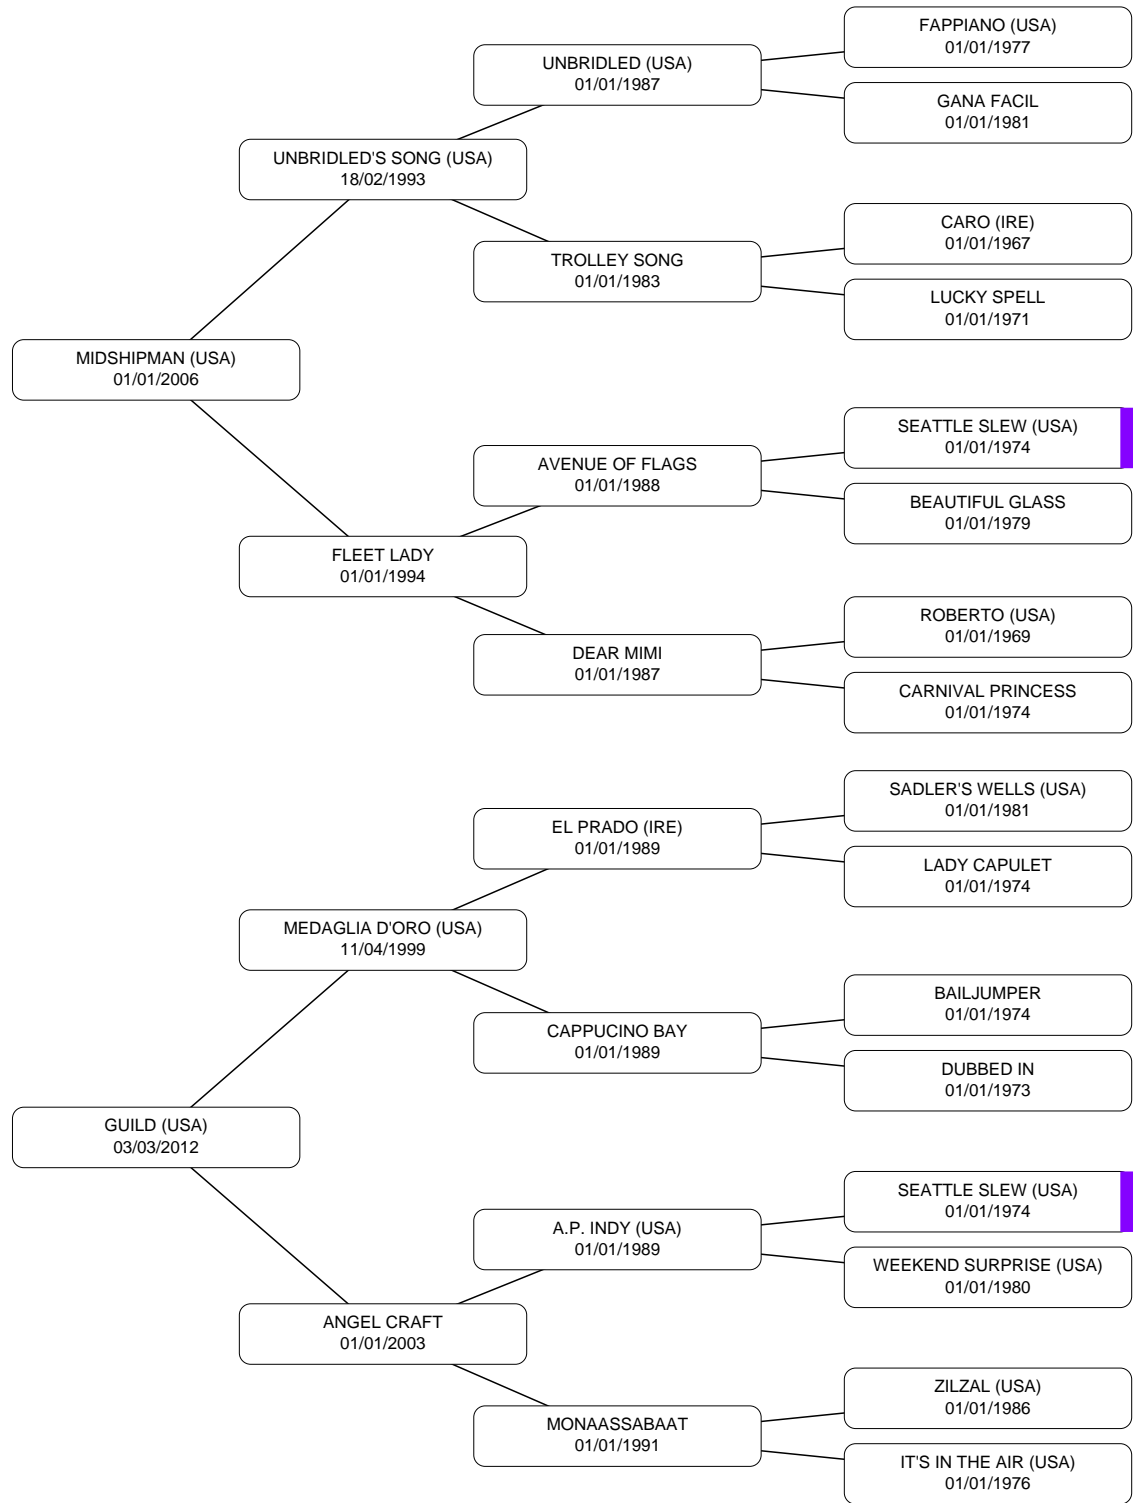 FAPPIANO (USA)
01/01/1977
UNBRIDLED (USA)
01/01/1987
GANA FACIL
01/01/1981
UNBRIDLED'S SONG (USA)
18/02/1993
CARO (IRE)
01/01/1967
TROLLEY SONG
01/01/1983
LUCKY SPELL
01/01/1971
MIDSHIPMAN (USA)
01/01/2006
SEATTLE SLEW (USA)
01/01/1974
AVENUE OF FLAGS
01/01/1988
BEAUTIFUL GLASS
01/01/1979
FLEET LADY
01/01/1994
ROBERTO (USA)
01/01/1969
DEAR MIMI
01/01/1987
CARNIVAL PRINCESS
01/01/1974
SADLER'S WELLS (USA)
01/01/1981
EL PRADO (IRE)
01/01/1989
LADY CAPULET
01/01/1974
MEDAGLIA D'ORO (USA)
11/04/1999
BAILJUMPER
01/01/1974
CAPPUCINO BAY
01/01/1989
DUBBED IN
01/01/1973
GUILD (USA)
03/03/2012
SEATTLE SLEW (USA)
01/01/1974
A.P. INDY (USA)
01/01/1989
WEEKEND SURPRISE (USA)
01/01/1980
ANGEL CRAFT
01/01/2003
ZILZAL (USA)
01/01/1986
MONAASSABAAT
01/01/1991
IT'S IN THE AIR (USA)
01/01/1976